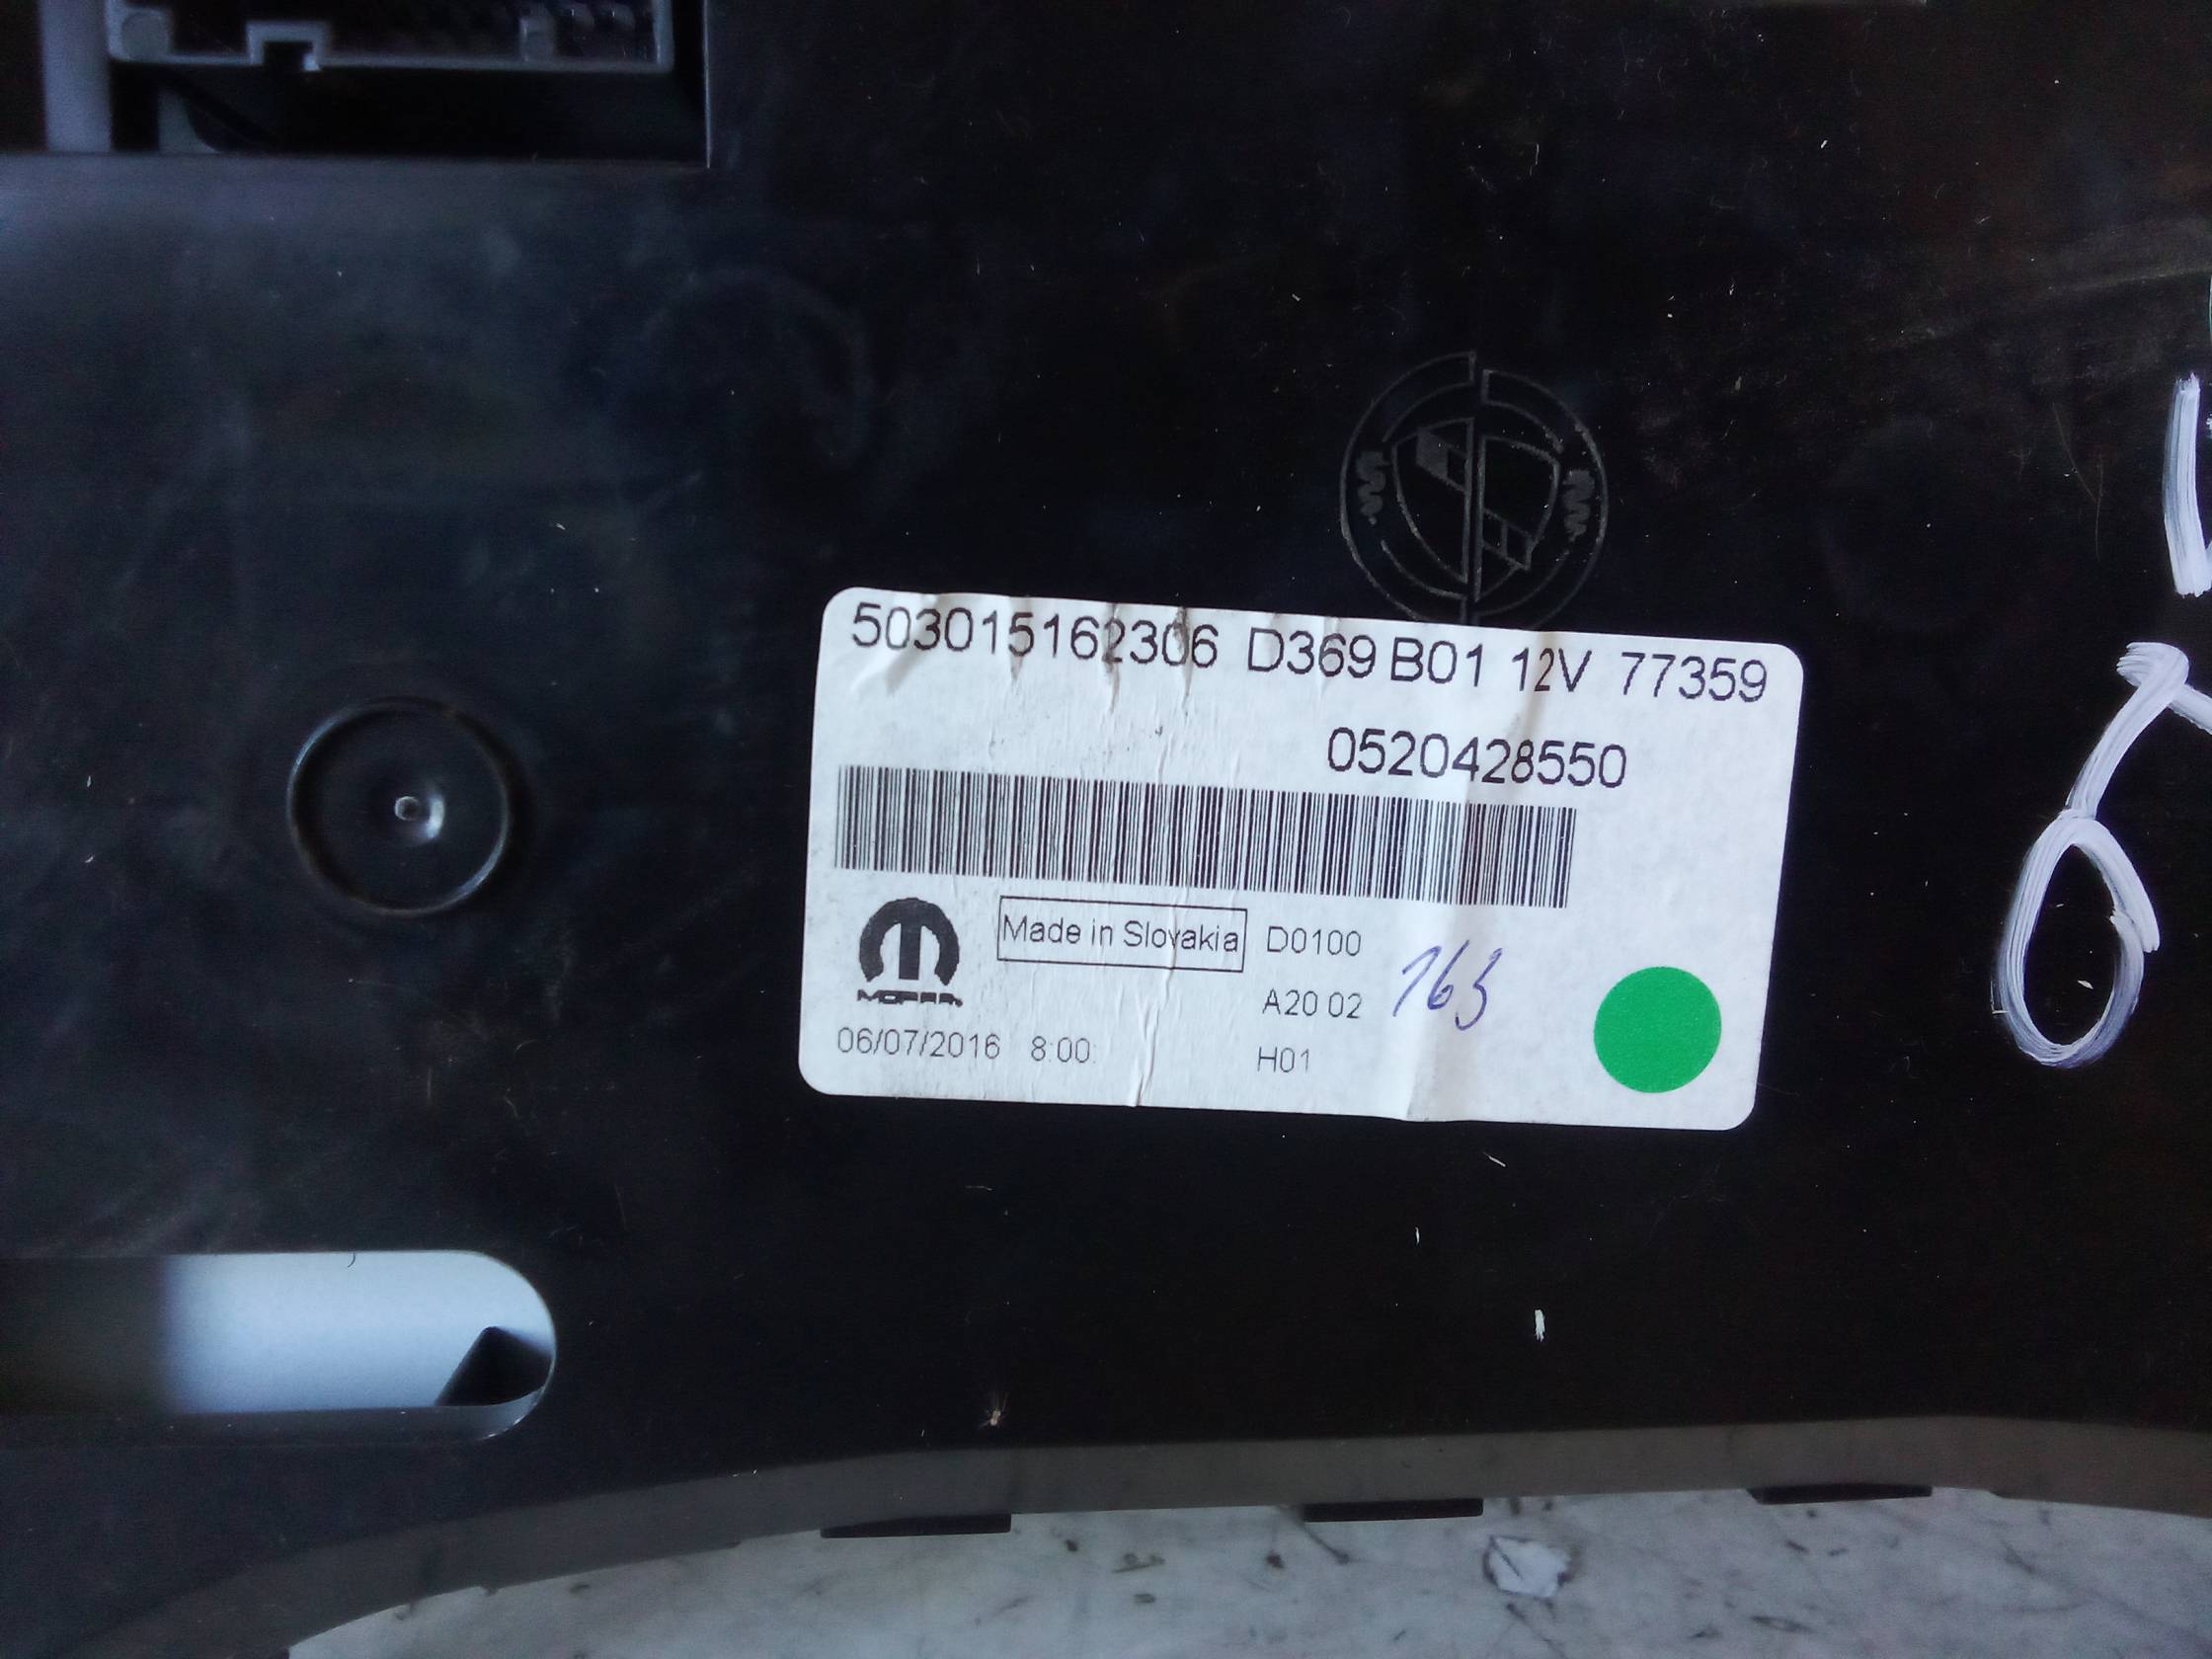 503015162306 D369 B01 12V 77359
0520428550
Made in Slovakia D0100
MOPAR
A20 02 163
06/07/2016 8:00 H01